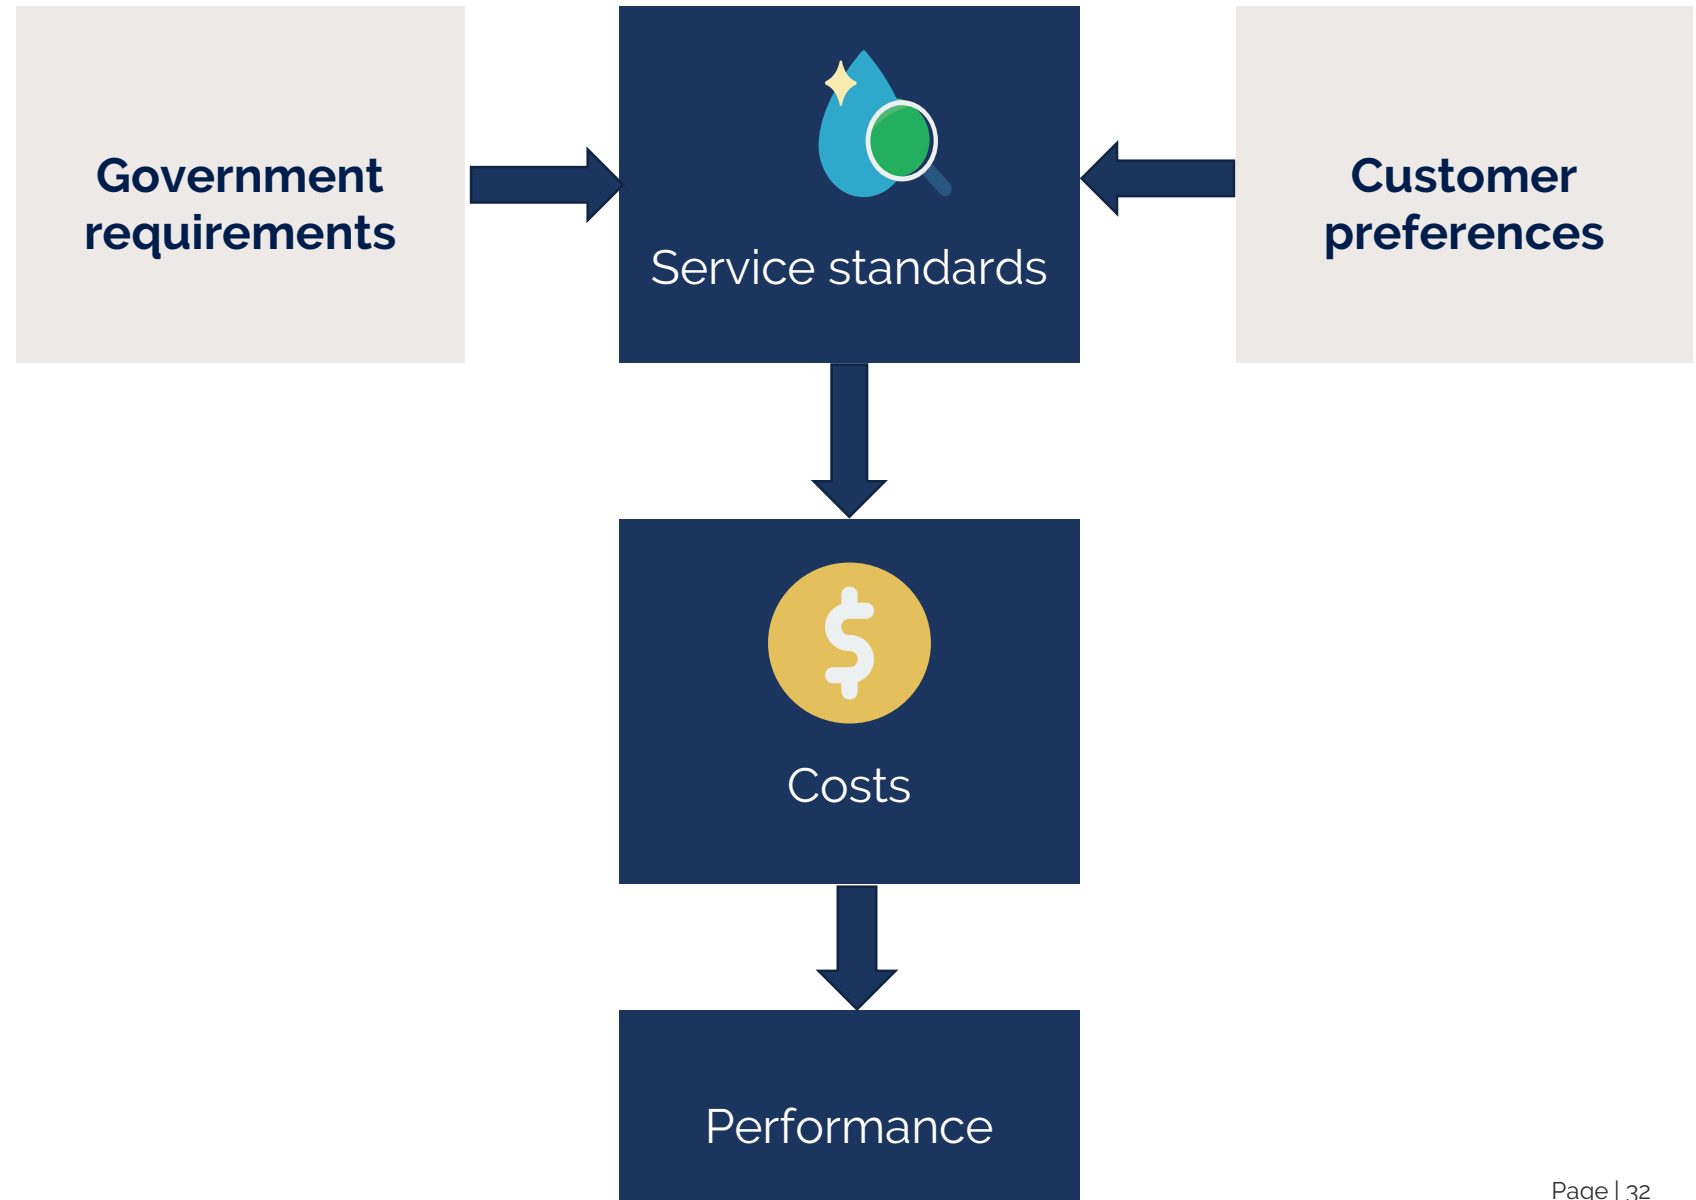 Government
requirements
Service standards
Customer
preferences
$
Costs
Performance
Page | 32